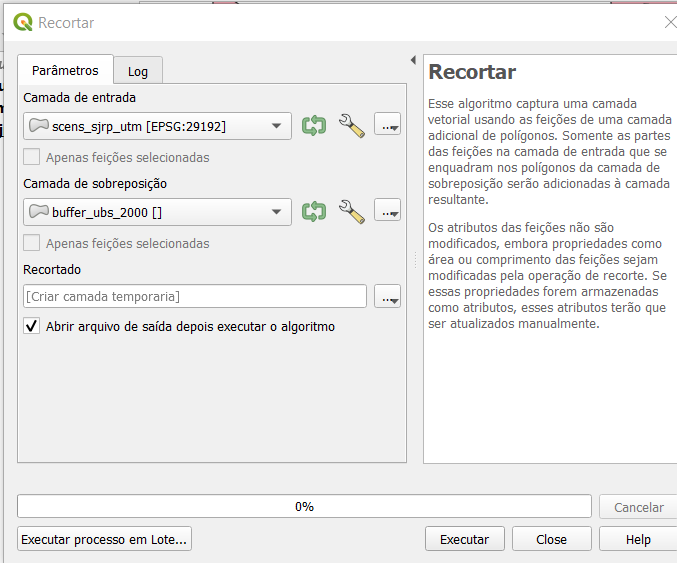 Recortar
Parâmetros
Log
Camada de entrada
scens_sjrp_utm [EPSG:29192]
...
Apenas feições selecionadas
Camada de sobreposição
buffer_ubs_2000 []
...
Apenas feições selecionadas
Recortado
[Criar camada temporaria]
...
Abrir arquivo de saída depois executar o algoritmo
Recortar
Esse algoritmo captura uma camada
vetorial usando as feições de uma camada
adicional de polígonos. Somente as partes
das feições na camada de entrada que se
enquadram nos polígonos da camada de
sobreposição serão adicionadas à camada
resultante.
Os atributos das feições não são
modificados, embora propriedades como
área ou comprimento das feições sejam
modificadas pela operação de recorte. Se
essas propriedades forem armazenadas
como atributos, esses atributos terão que
ser atualizados manualmente.
0%
Cancelar
Executar processo em Lote...
Executar
Close
Help